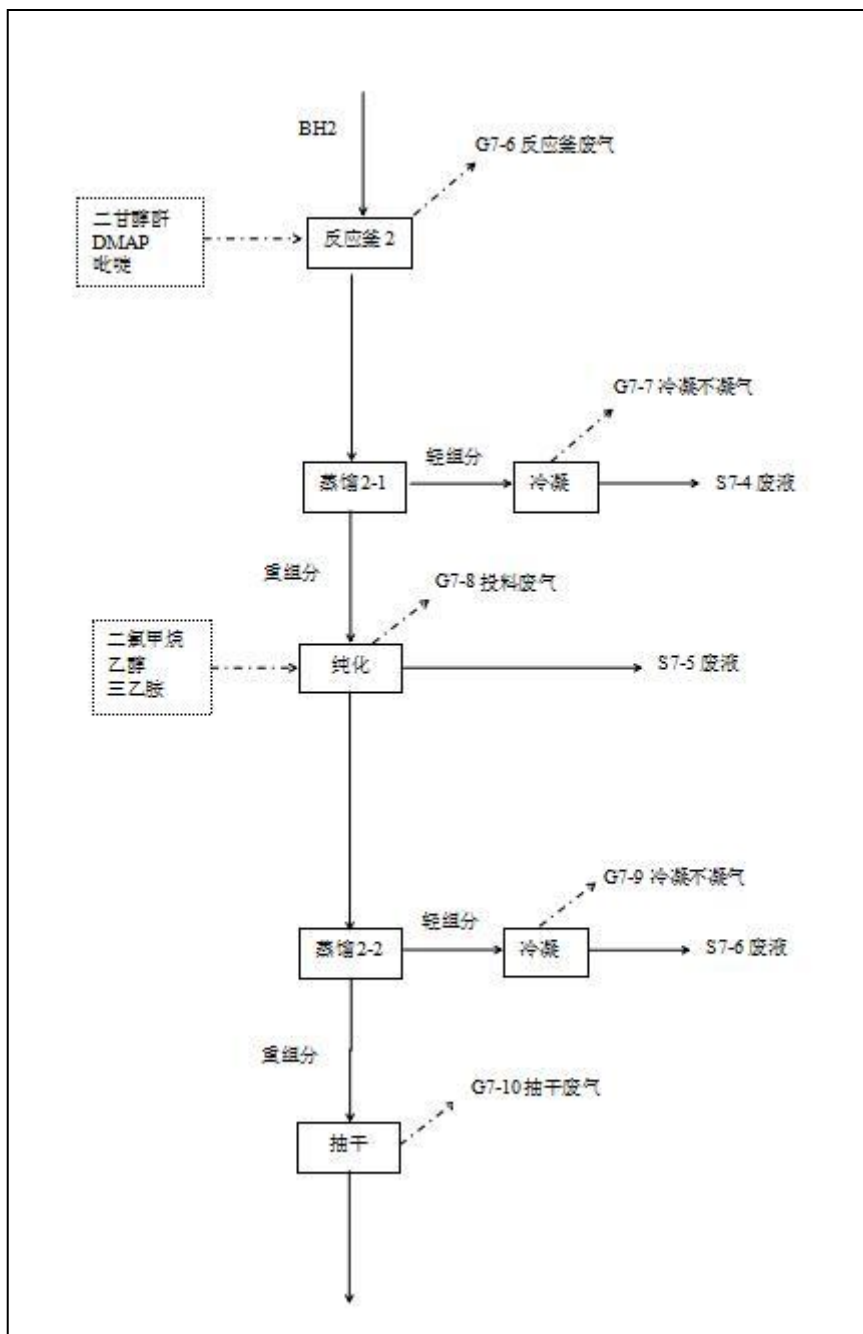 BH2
G7-6 反应釜废气
二甘醇酐
DMAP
吡啶
反应釜 2
G7-7 冷凝不凝气
轻组分
蒸馏2-1
冷凝
S7-4 废液
重组分
G7-8 投料废气
二氯甲烷
乙醇
三乙胺
纯化
S7-5 废液
G7-9 冷凝不凝气
轻组分
蒸馏2-2
冷凝
S7-6 废液
重组分
G7-10 抽干废气
抽干